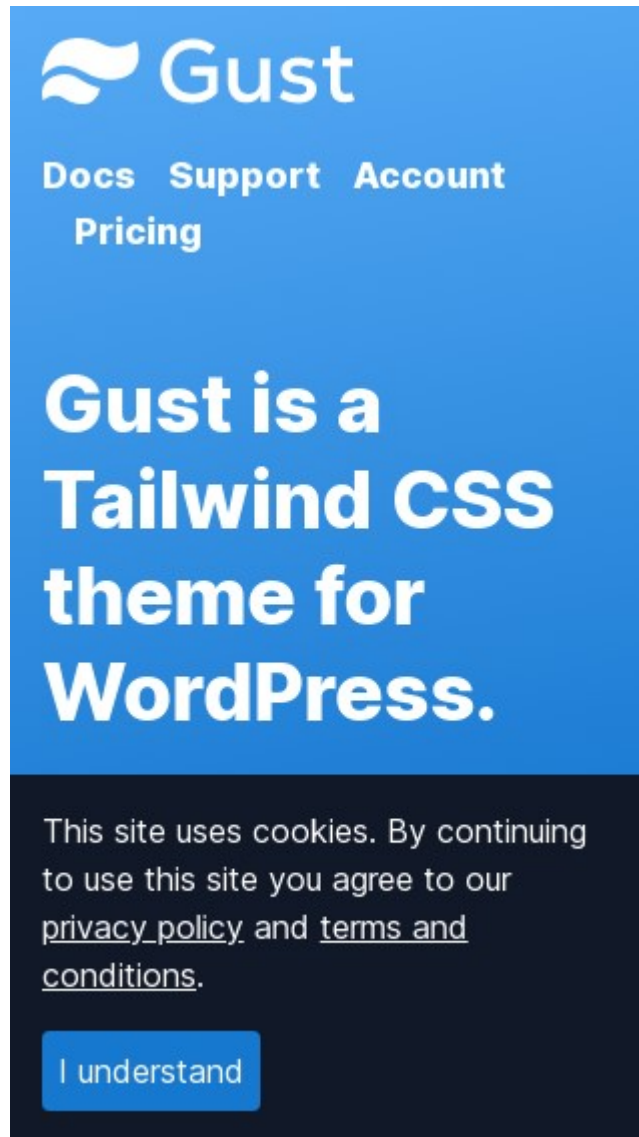 Gust
Docs Support Account
Pricing
Gust is a
Tailwind CSS
theme for
WordPress.
This site uses cookies. By continuing
to use this site you agree to our
privacy policy and terms and
conditions.
I understand